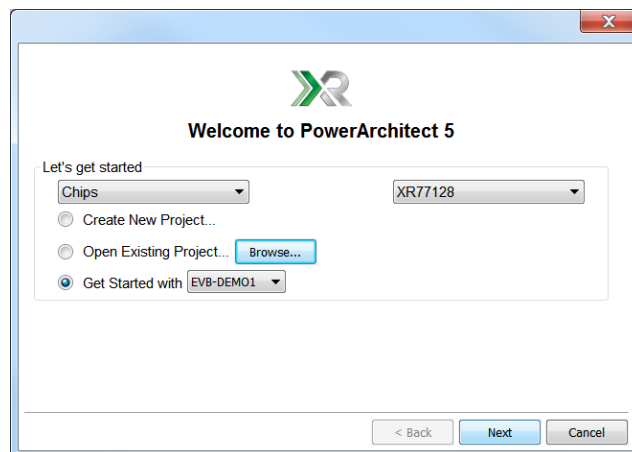 XR
Welcome to PowerArchitect 5
Let's get started
Chips XR77128
Create New Project...
Open Existing Project... Browse...
Get Started with EVB-DEMO1
< Back Next Cancel